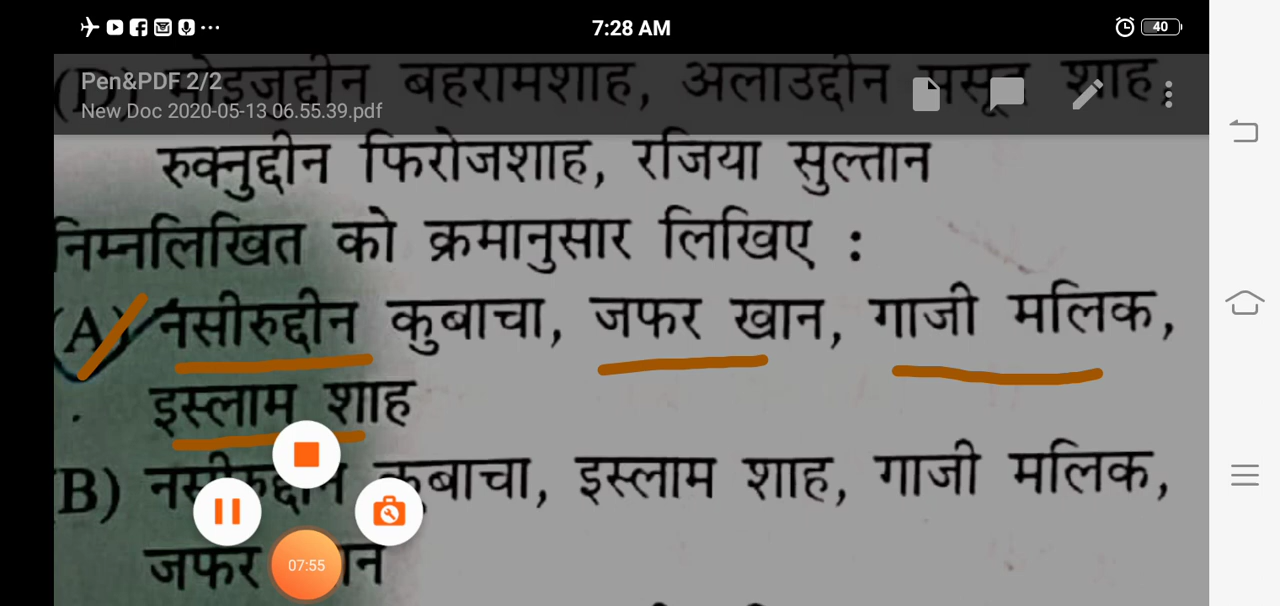 7:28 AM
40
Pen&PDF 2/2
New Doc 2020-05-13 06.55.39.pdf
(D) बहरामशाह, अलाउद्दीन मसूद शाह,
रुक्नुद्दीन फिरोजशाह, रजिया सुल्तान
निम्नलिखित को क्रमानुसार लिखिए :
(A) नसीरुद्दीन कुबाचा, जफर खान, गाजी मलिक,
इस्लाम शाह
B) कुबाचा, इस्लाम शाह, गाजी मलिक,
जफर
07:55